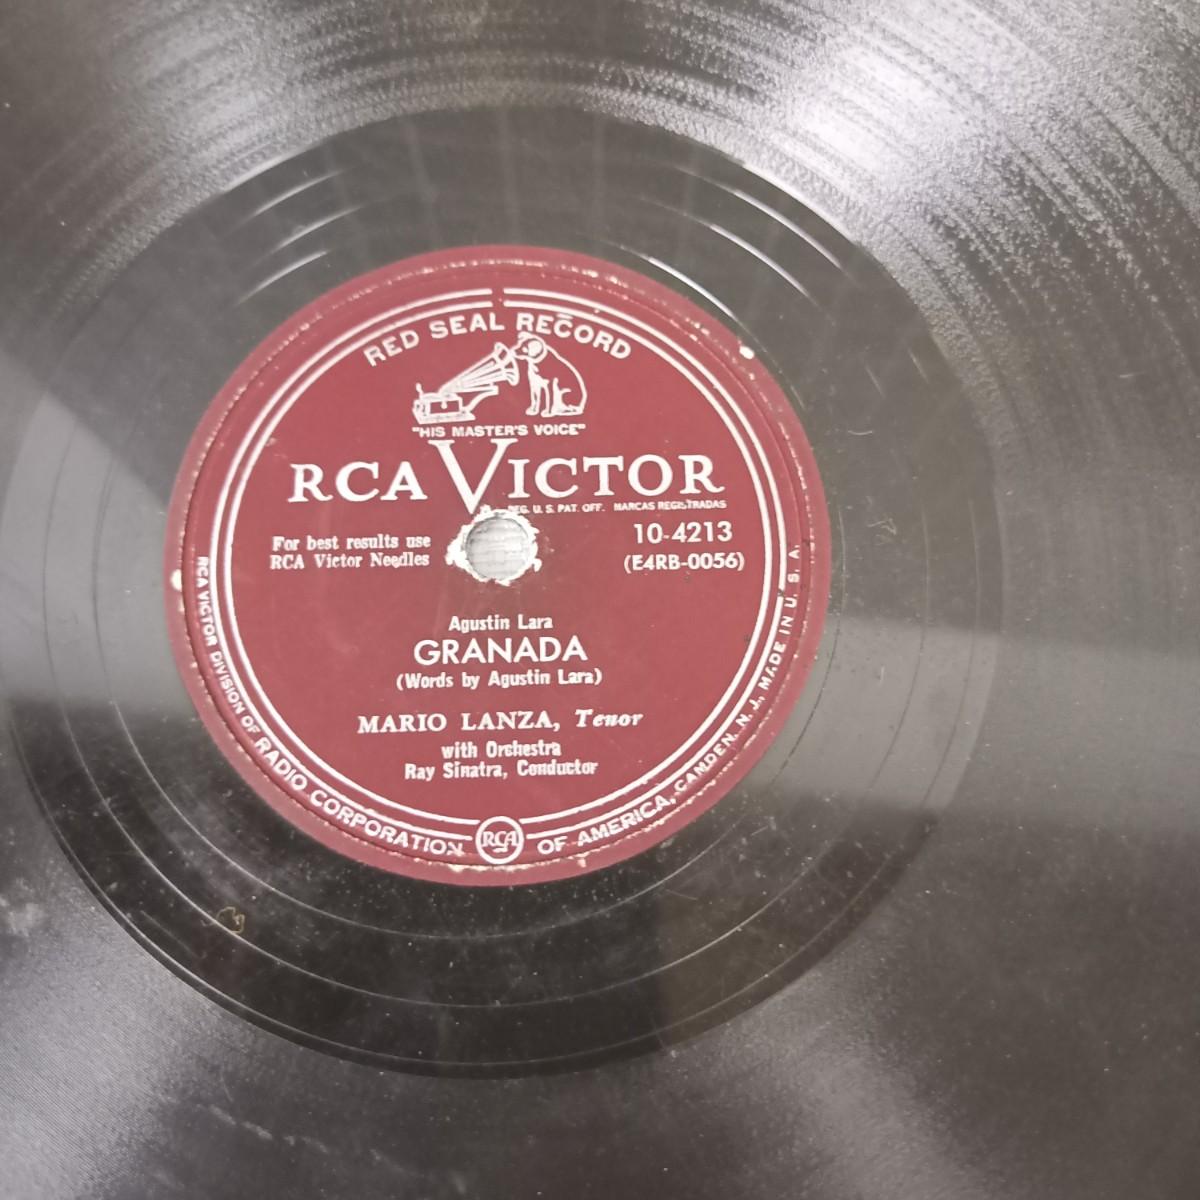 RED SEAL RECORD
"HIS MASTER'S VOICE"
RCA VICTOR
REG. U. S. PAT. OFF. MARCAS REGISTRADAS
For best results use
RCA Victor Needles
10-4213
(E4RB-0056)
Agustin Lara
GRANADA
(Words by Agustin Lara)
MARIO LANZA, Tenor
with Orchestra
Ray Sinatra, Conductor
RCA VICTOR DIVISION OF RADIO CORPORATION OF AMERICA, CAMDEN, N. J., MADE IN U. S. A.
RCA